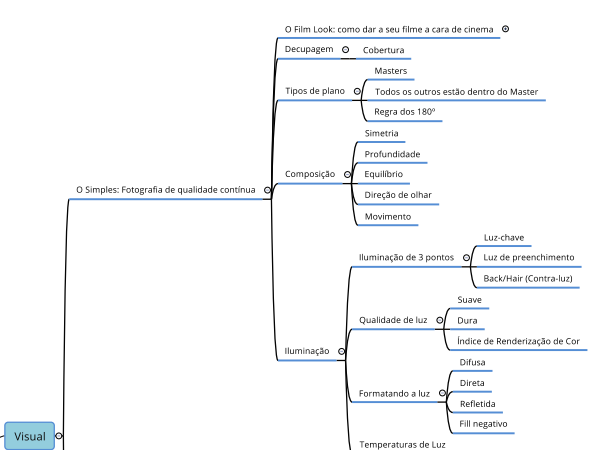 O Film Look: como dar a seu filme a cara de cinema
Decupagem
Cobertura
Tipos de plano
Masters
Todos os outros estão dentro do Master
Regra dos 180º
Composição
Simetria
Profundidade
Equilíbrio
Direção de olhar
Movimento
O Simples: Fotografia de qualidade contínua
Iluminação
Iluminação de 3 pontos
Luz-chave
Luz de preenchimento
Back/Hair (Contra-luz)
Qualidade de luz
Suave
Dura
Índice de Renderização de Cor
Formatando a luz
Difusa
Direta
Refletida
Fill negativo
Temperaturas de Luz
Visual